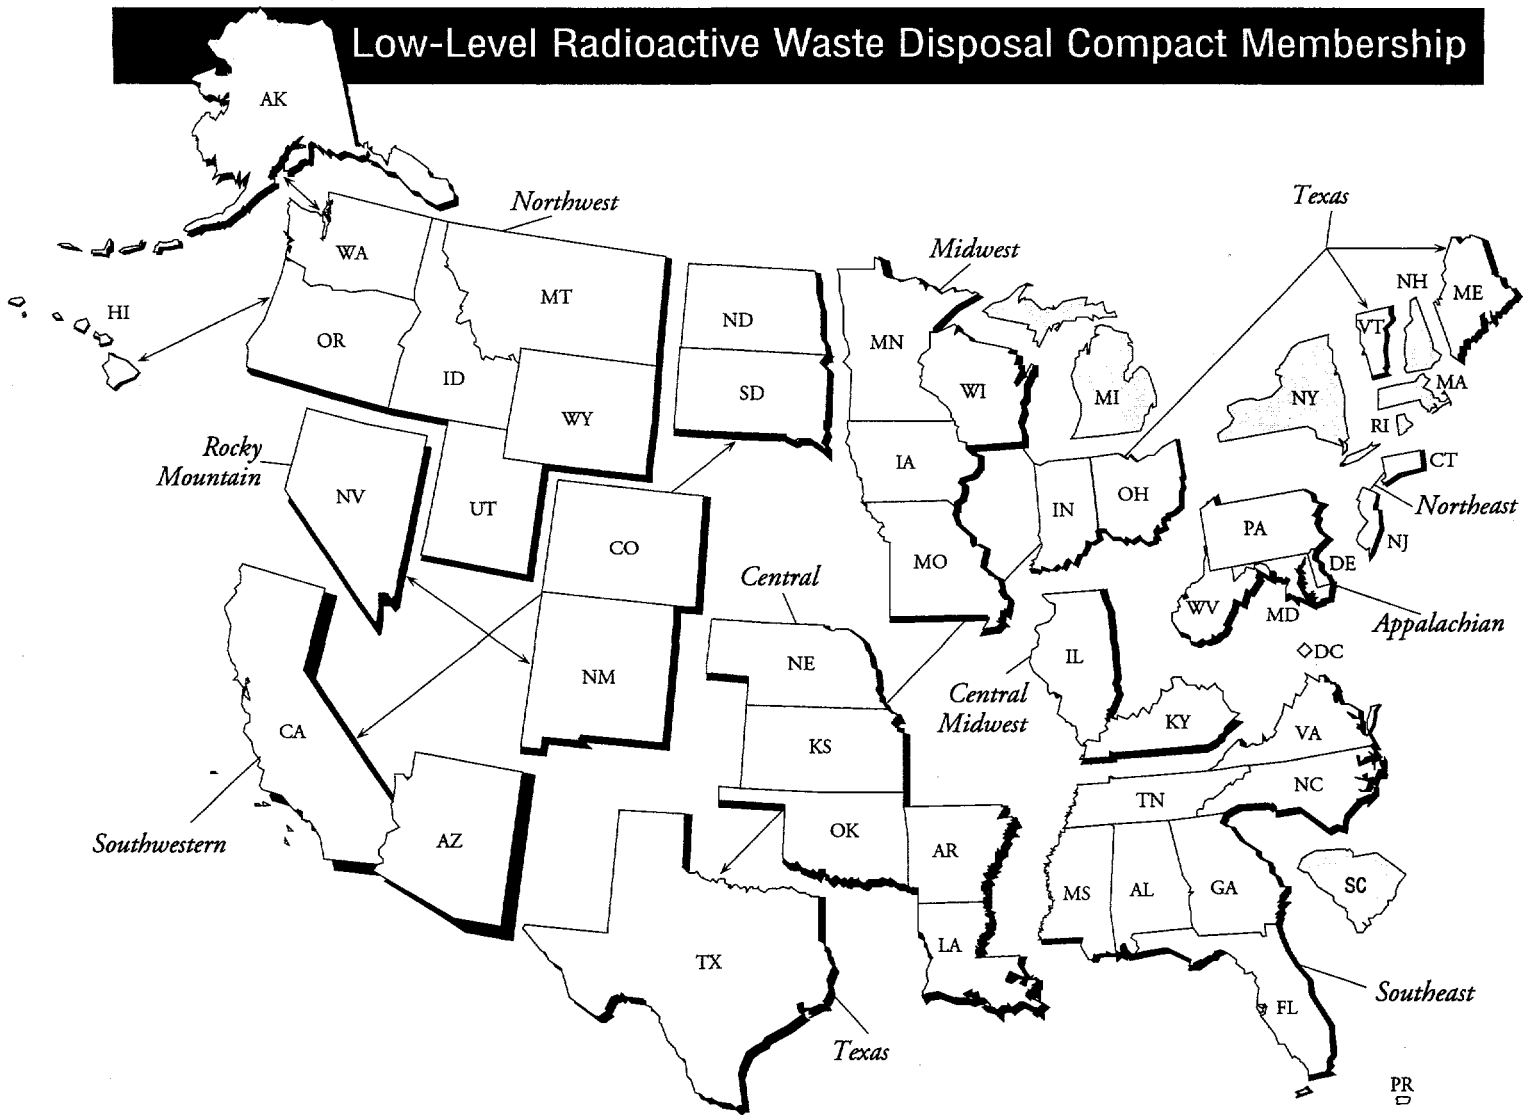 Low-Level Radioactive Waste Disposal Compact Membership
AK
Northwest
Texas
WA
Midwest
MT
NH
ME
HI
ND
VT
OR
MN
ID
SD
WI
MI
NY
MA
WY
RI
Rocky
Mountain
IA
CT
NV
UT
IN
OH
Northeast
PA
NJ
CO
MO
DE
Central
WV
MD
Appalachian
DC
NE
IL
NM
Central
Midwest
KY
CA
KS
VA
NC
TN
OK
Southwestern
AZ
AR
MS
AL
GA
SC
LA
TX
Southeast
FL
Texas
PR